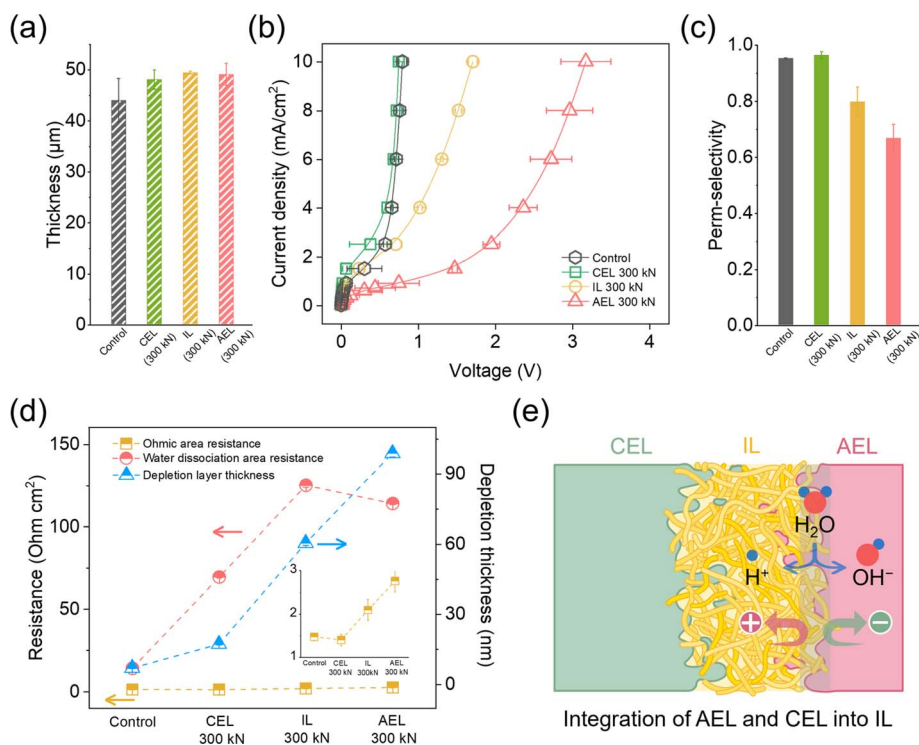 (a)
Thickness (µm)
50
40
30
20
10
0
Control
CEL
(300 kN)
IL
(300 kN)
AEL
(300 kN)
(b)
Current density (mA/cm²)
10
8
6
4
2
0
Control
CEL 300 kN
IL 300 kN
AEL 300 kN
0
1
2
3
4
Voltage (V)
(c)
Perm-selectivity
1.0
0.8
0.6
0.4
0.2
0.0
Control
CEL
(300 kN)
IL
(300 kN)
AEL
(300 kN)
(d)
Resistance (Ohm cm²)
150
125
100
75
50
25
0
Ohmic area resistance
Water dissociation area resistance
Depletion layer thickness
3
2
1
Control
CEL
300 kN
IL
300kN
AEL
300 kN
90
60
30
0
Depletion thickness (nm)
Control
CEL
300 kN
IL
300 kN
AEL
300 kN
(e)
CEL
IL
AEL
H₂O
H⁺
OH⁻
+
−
Integration of AEL and CEL into IL